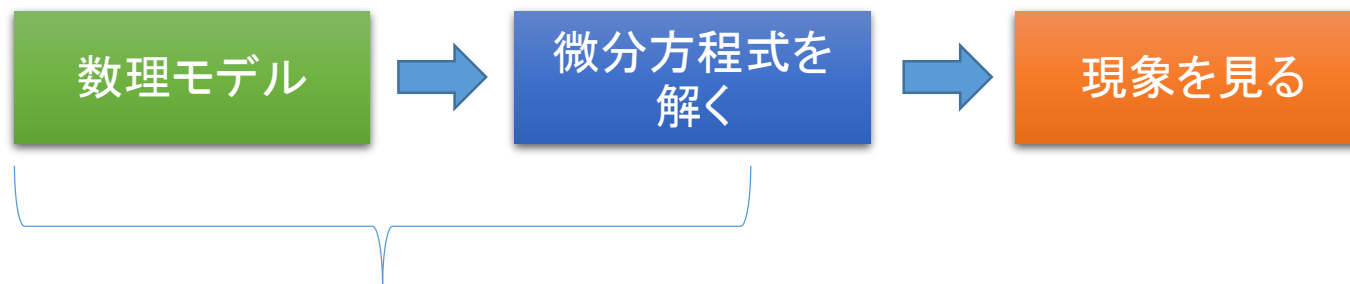 数理モデル
微分方程式を
解く
現象を見る